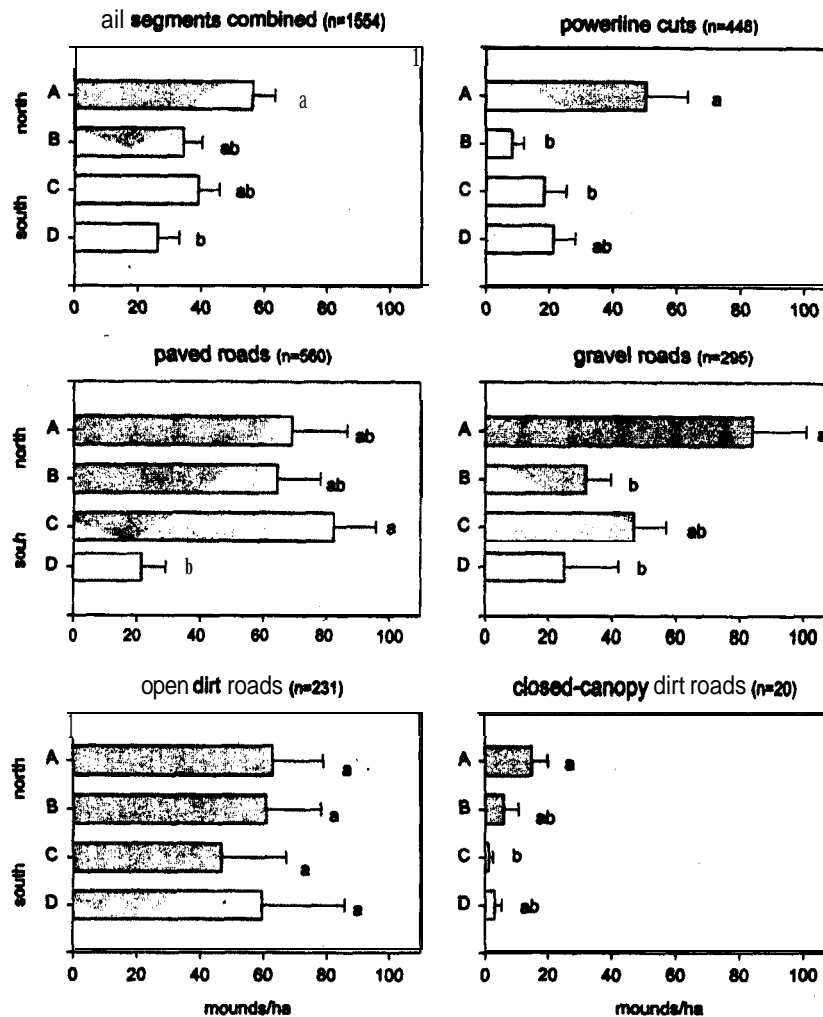 ail segments combined (n=1554)
1
A
a
north
B
ab
C
ab
south
D
b
0 20 40 60 80 100
powerline cuts (n=448)
A
a
B
b
C
b
D
ab
0 20 40 60 80 100
paved roads (n=560)
A
ab
north
B
ab
C
a
south
D
b
0 20 40 60 80 100
gravel roads (n=295)
A
a
B
b
C
ab
D
b
0 20 40 60 80 100
open dirt roads (n=231)
A
a
north
B
a
C
a
south
D
a
0 20 40 60 80 100
mounds/ha
closed-canopy dirt roads (n=20)
A
a
B
ab
C
b
D
ab
0 20 40 60 80 100
mounds/ha